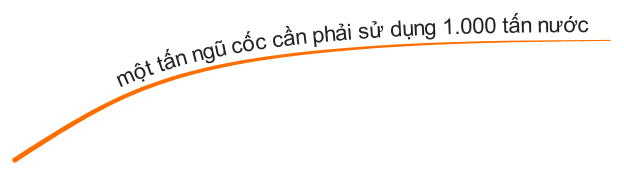 một tấn ngũ cốc cần phải sử dụng 1.000 tấn nước